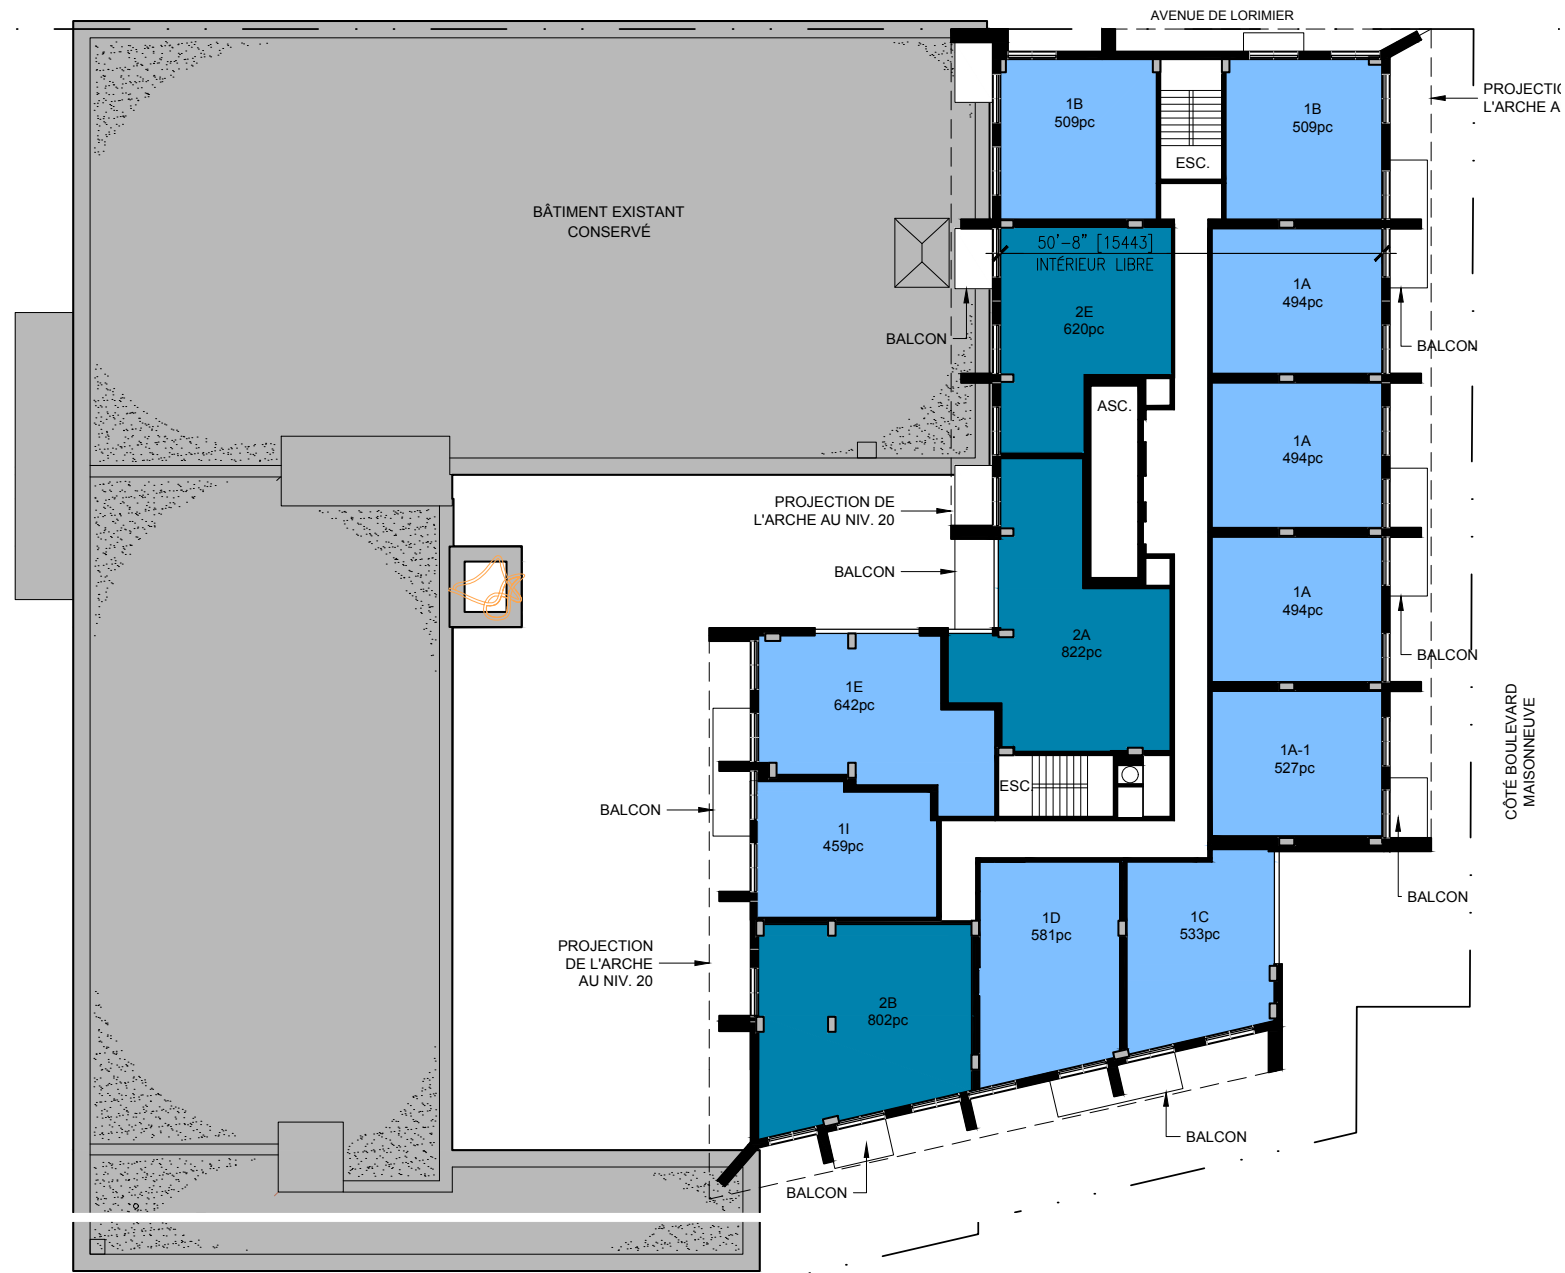 AVENUE DE LORIMIER
PROJECTIO
L'ARCHE A
1B
509pc
1B
509pc
ESC.
BÂTIMENT EXISTANT
CONSERVÉ
50'-8" [15443]
INTÉRIEUR LIBRE
1A
494pc
2E
620pc
BALCON
BALCON
ASC.
1A
494pc
PROJECTION DE
L'ARCHE AU NIV. 20
BALCON
1A
494pc
2A
822pc
BALCON
1E
642pc
CÔTÉ BOULEVARD
MAISONNEUVE
1A-1
527pc
ESC.
BALCON
1I
459pc
BALCON
1D
581pc
1C
533pc
PROJECTION
DE L'ARCHE
AU NIV. 20
2B
802pc
BALCON
BALCON